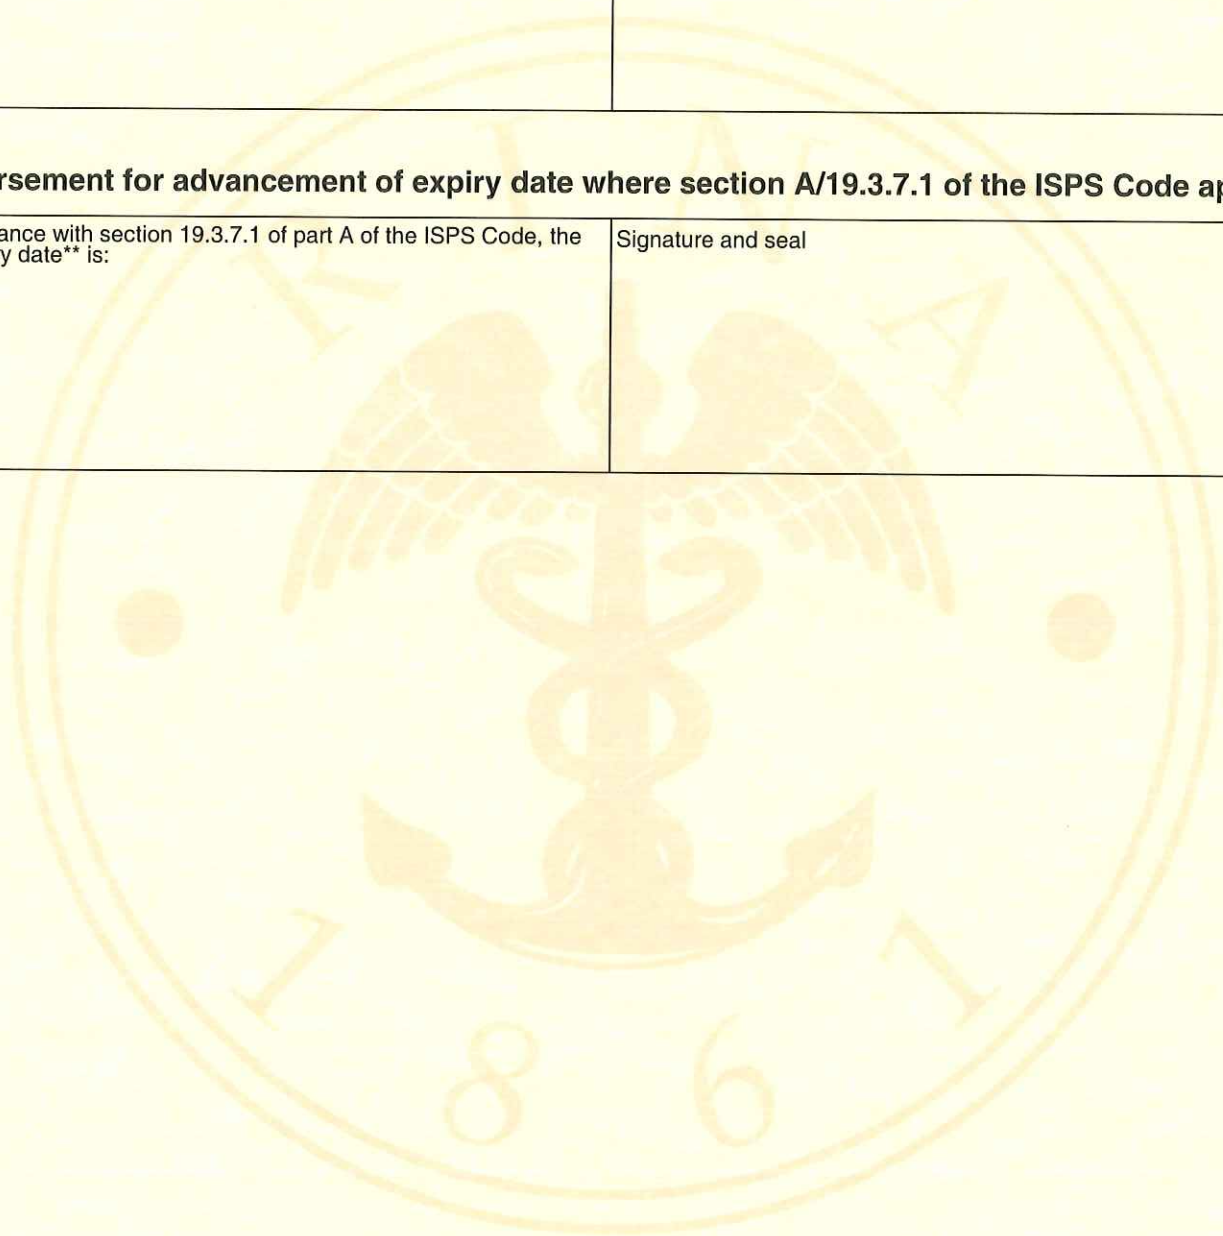 rsement for advancement of expiry date where section A/19.3.7.1 of the ISPS Code ap
ance with section 19.3.7.1 of part A of the ISPS Code, the
y date** is:
Signature and seal
R I N A
1 8 6 1